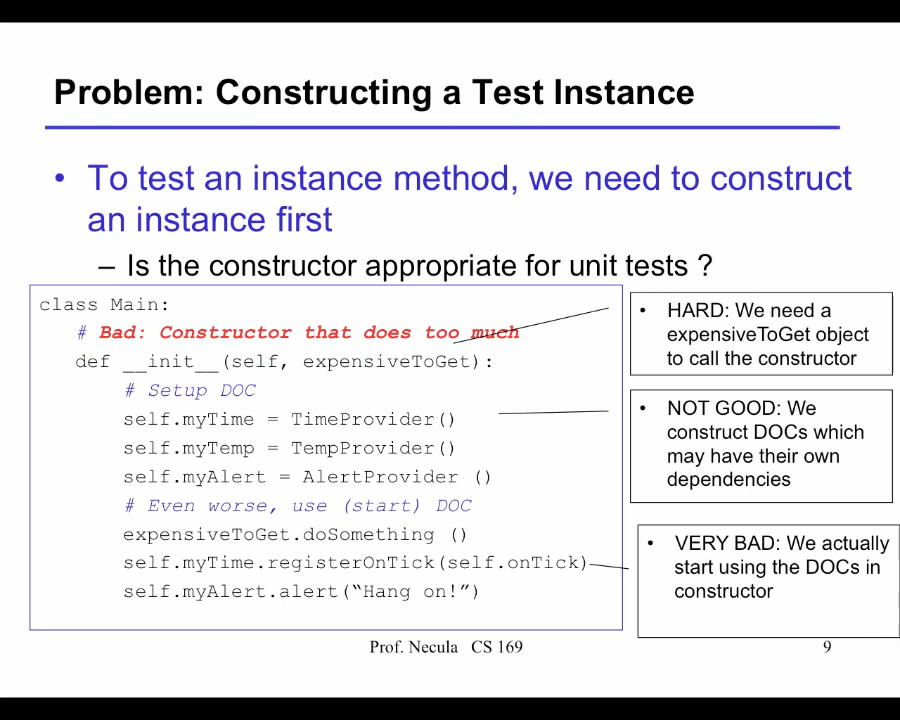 Problem: Constructing a Test Instance
• To test an instance method, we need to construct
an instance first
– Is the constructor appropriate for unit tests ?
class Main:
# Bad: Constructor that does too much
def __init__(self, expensiveToGet):
# Setup DOC
self.myTime = TimeProvider()
self.myTemp = TempProvider()
self.myAlert = AlertProvider ()
# Even worse, use (start) DOC
expensiveToGet.doSomething ()
self.myTime.registerOnTick(self.onTick)
self.myAlert.alert(“Hang on!”)
• HARD: We need a
expensiveToGet object
to call the constructor
• NOT GOOD: We
construct DOCs which
may have their own
dependencies
• VERY BAD: We actually
start using the DOCs in
constructor
Prof. Necula CS 169
9